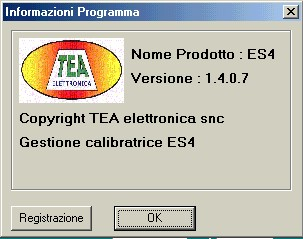 Informazioni Programma
TEA
ELETTRONICA
Nome Prodotto : ES4
Versione : 1.4.0.7
Copyright TEA elettronica snc
Gestione calibratrice ES4
Registrazione
OK